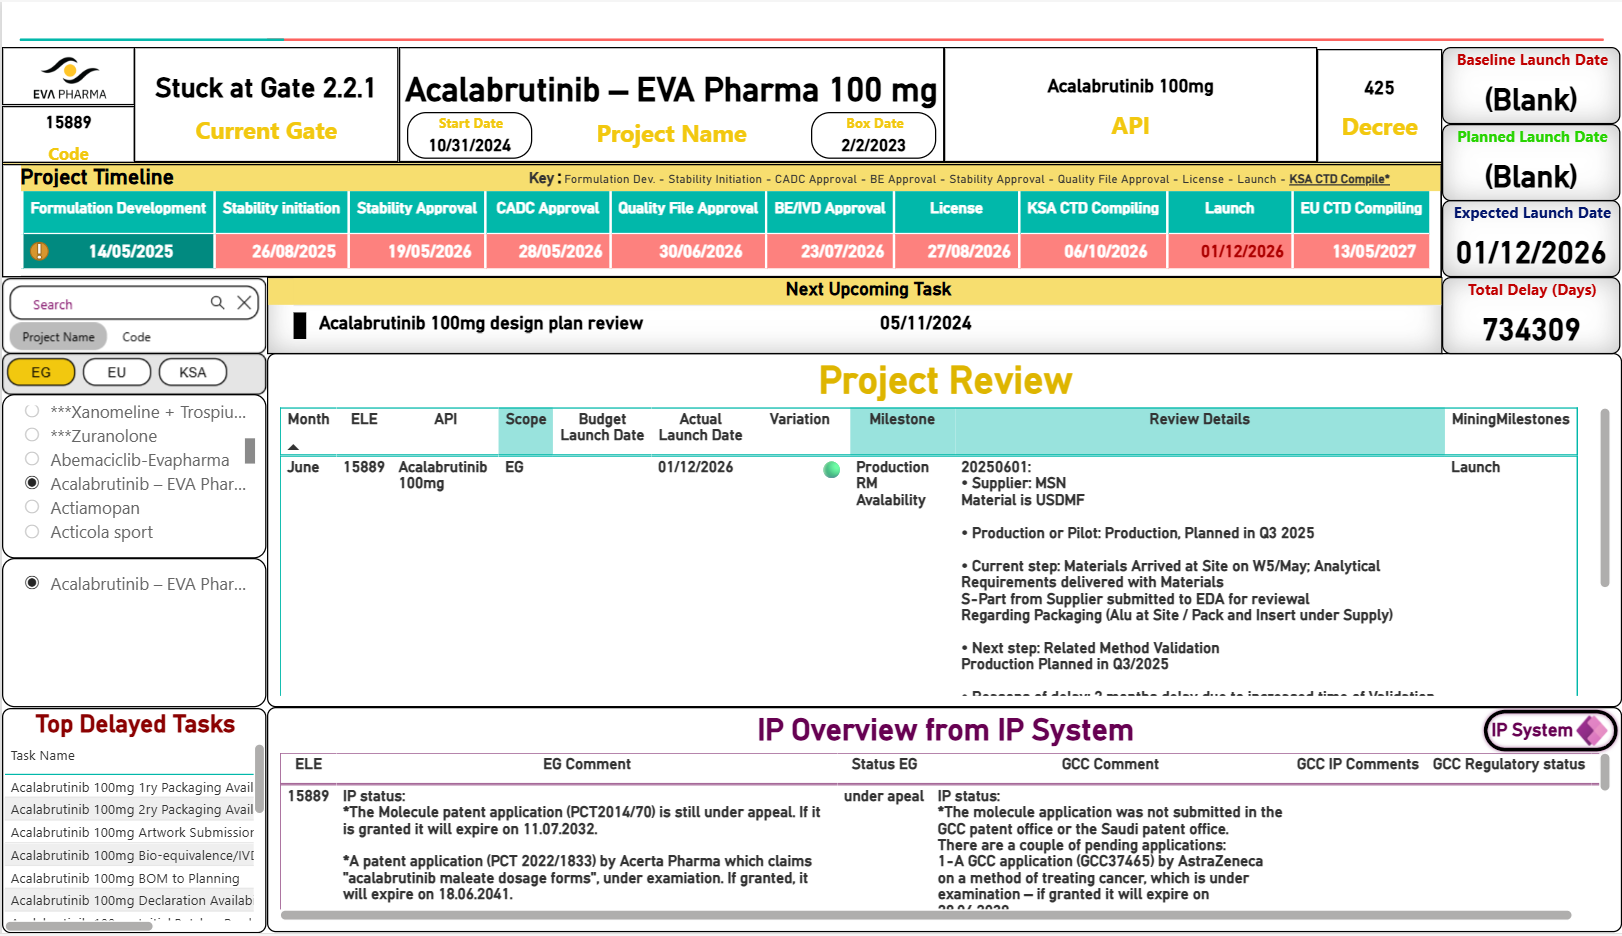 EVA PHARMA
15889
Code
Stuck at Gate 2.2.1
Current Gate
Acalabrutinib – EVA Pharma 100 mg
Start Date
10/31/2024
Project Name
Box Date
2/2/2023
Acalabrutinib 100mg
API
425
Decree
Baseline Launch Date
(Blank)
Planned Launch Date
(Blank)
Expected Launch Date
01/12/2026
Total Delay (Days)
734309
Project Timeline
Key : Formulation Dev. - Stability Initiation - CADC Approval - BE Approval - Stability Approval - Quality File Approval - License - Launch - KSA CTD Compile*
Formulation Development Stability initiation Stability Approval CADC Approval Quality File Approval BE/IVD Approval License KSA CTD Compiling Launch EU CTD Compiling
14/05/2025 26/08/2025 19/05/2026 28/05/2026 30/06/2026 23/07/2026 27/08/2026 06/10/2026 01/12/2026 13/05/2027
Search
Project Name Code
EG EU KSA
***Xanomeline + Trospiu...
***Zuranolone
Abemaciclib-Evapharma
Acalabrutinib – EVA Phar...
Actiamopan
Acticola sport
Acalabrutinib – EVA Phar...
Next Upcoming Task
Acalabrutinib 100mg design plan review 05/11/2024
Project Review
Month ELE API Scope Budget Launch Date Actual Launch Date Variation Milestone Review Details MiningMilestones
June 15889 Acalabrutinib 100mg EG 01/12/2026 Production RM Avalability
20250601:
• Supplier: MSN
Material is USDMF
• Production or Pilot: Production, Planned in Q3 2025
• Current step: Materials Arrived at Site on W5/May; Analytical
Requirements delivered with Materials
S-Part from Supplier submitted to EDA for reviewal
Regarding Packaging (Alu at Site / Pack and Insert under Supply)
• Next step: Related Method Validation
Production Planned in Q3/2025
Launch
Top Delayed Tasks
Task Name
Acalabrutinib 100mg 1ry Packaging Avail
Acalabrutinib 100mg 2ry Packaging Avail
Acalabrutinib 100mg Artwork Submission
Acalabrutinib 100mg Bio-equivalence/IVD
Acalabrutinib 100mg BOM to Planning
Acalabrutinib 100mg Declaration Availab
IP Overview from IP System
IP System
ELE EG Comment Status EG GCC Comment GCC IP Comments GCC Regulatory status
15889
IP status:
*The Molecule patent application (PCT2014/70) is still under appeal. If it
is granted it will expire on 11.07.2032.
*A patent application (PCT 2022/1833) by Acerta Pharma which claims
"acalabrutinib maleate dosage forms", under examiation. If granted, it
will expire on 18.06.2041.
under apeal
IP status:
*The molecule application was not submitted in the
GCC patent office or the Saudi patent office.
There are a couple of pending applications:
1-A GCC application (GCC37465) by AstraZeneca
on a method of treating cancer, which is under
examination – if granted it will expire on